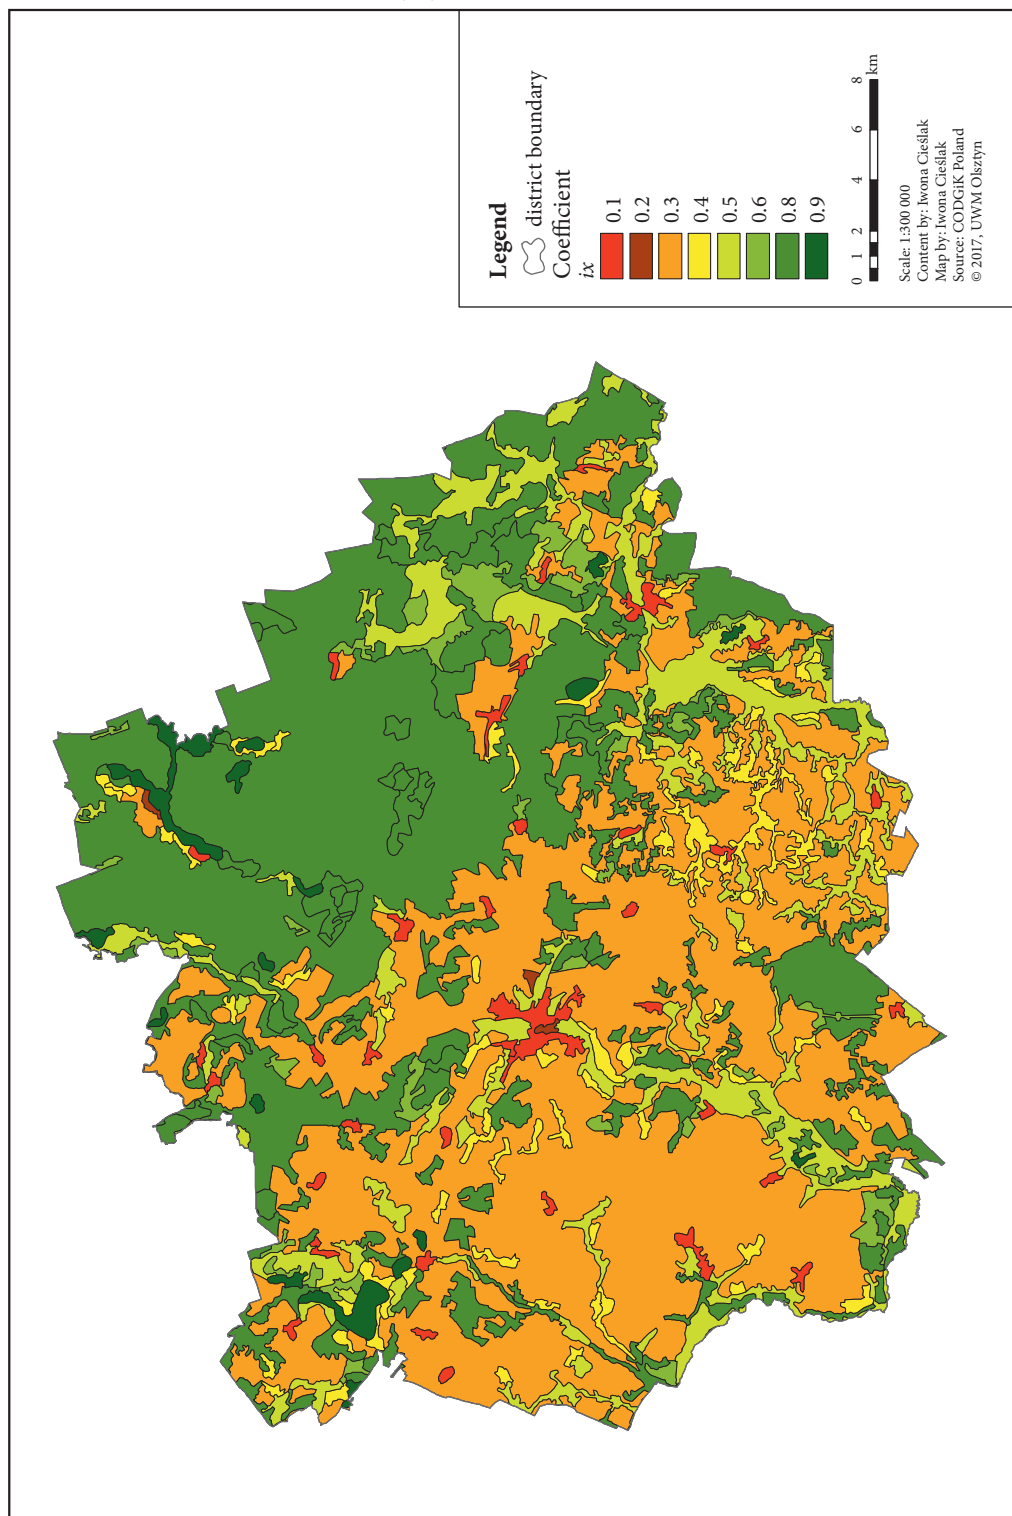 Legend
district boundary
Coefficient
ix
0.1
0.2
0.3
0.4
0.5
0.6
0.8
0.9
0 1 2 4 6 8
km
Scale: 1:300 000
Content by: Iwona Cieślak
Map by: Iwona Cieślak
Source: CODGiK Poland
© 2017, UWM Olsztyn